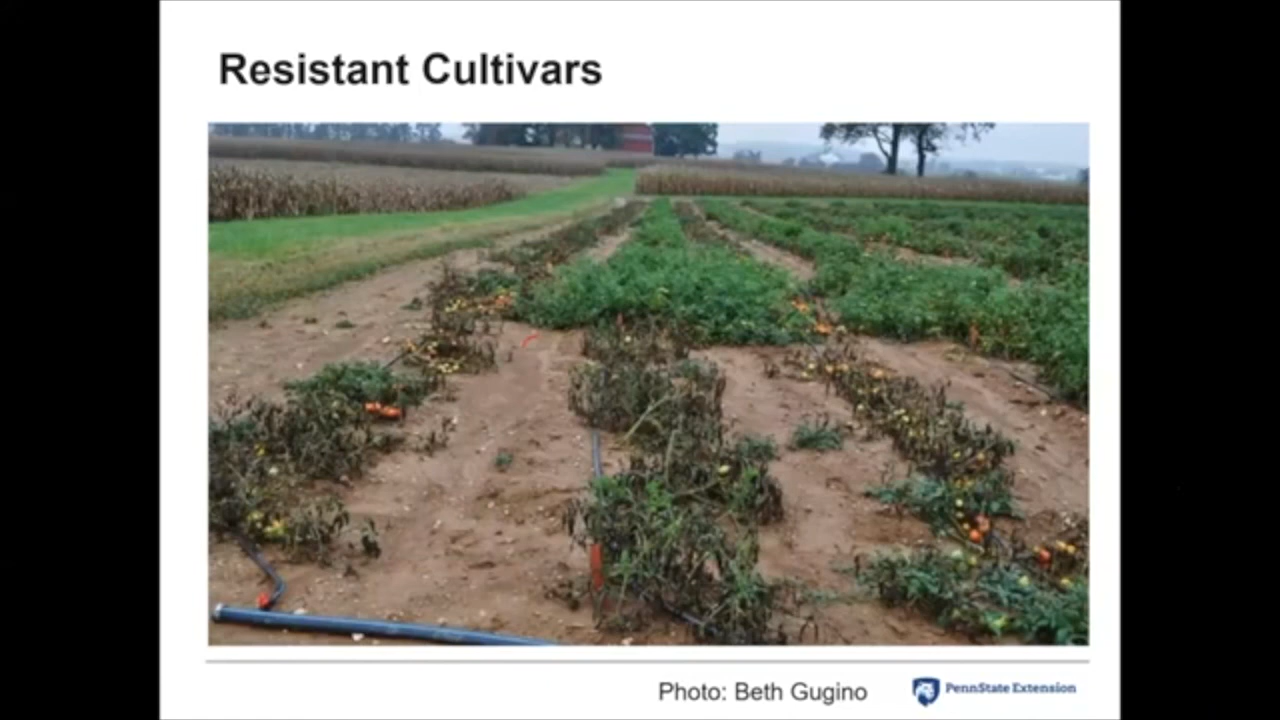 Resistant Cultivars
Photo: Beth Gugino
PennState Extension